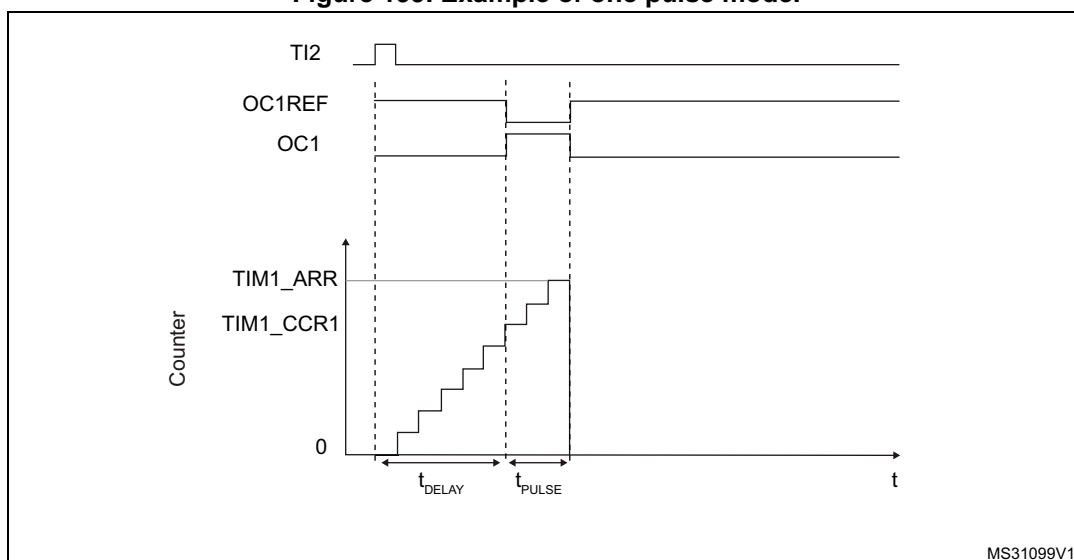 TI2
OC1REF
OC1
TIM1_ARR
TIM1_CCR1
Counter
0
tDELAY
tPULSE
t
MS31099V1